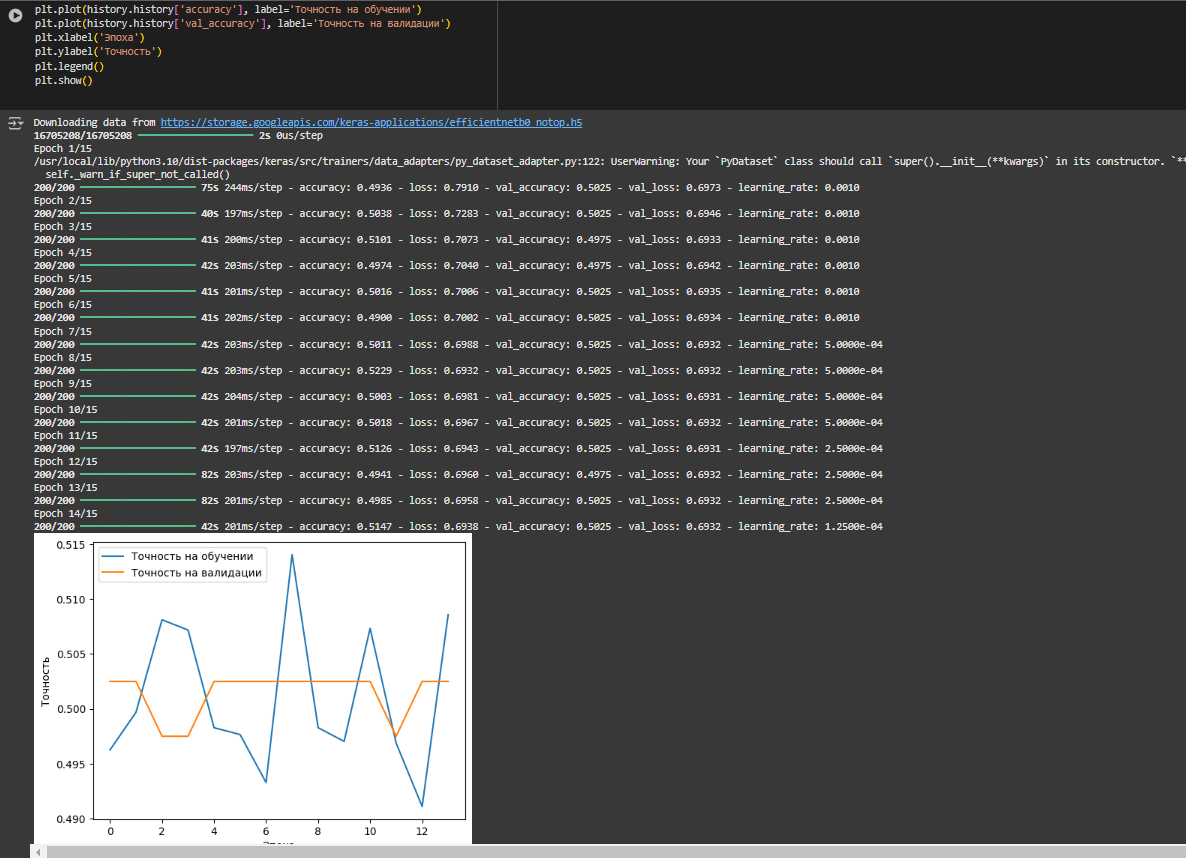 plt.plot(history.history['accuracy'], label='Точность на обучении')
plt.plot(history.history['val_accuracy'], label='Точность на валидации')
plt.xlabel('Эпоха')
plt.ylabel('Точность')
plt.legend()
plt.show()
Downloading data from https://storage.googleapis.com/keras-applications/efficientnetb0_notop.h5
16705208/16705208 ━━━━━━━━━━━━━━━━━━━━ 2s 0us/step
Epoch 1/15
/usr/local/lib/python3.10/dist-packages/keras/src/trainers/data_adapters/py_dataset_adapter.py:122: UserWarning: Your `PyDataset` class should call `super().__init__(**kwargs)` in its constructor. `**
self._warn_if_super_not_called()
200/200 ━━━━━━━━━━━━━━━━━━━━ 75s 244ms/step - accuracy: 0.4936 - loss: 0.7910 - val_accuracy: 0.5025 - val_loss: 0.6973 - learning_rate: 0.0010
Epoch 2/15
200/200 ━━━━━━━━━━━━━━━━━━━━ 40s 197ms/step - accuracy: 0.5038 - loss: 0.7283 - val_accuracy: 0.5025 - val_loss: 0.6946 - learning_rate: 0.0010
Epoch 3/15
200/200 ━━━━━━━━━━━━━━━━━━━━ 41s 200ms/step - accuracy: 0.5101 - loss: 0.7073 - val_accuracy: 0.4975 - val_loss: 0.6933 - learning_rate: 0.0010
Epoch 4/15
200/200 ━━━━━━━━━━━━━━━━━━━━ 42s 203ms/step - accuracy: 0.4974 - loss: 0.7040 - val_accuracy: 0.4975 - val_loss: 0.6942 - learning_rate: 0.0010
Epoch 5/15
200/200 ━━━━━━━━━━━━━━━━━━━━ 41s 201ms/step - accuracy: 0.5016 - loss: 0.7006 - val_accuracy: 0.5025 - val_loss: 0.6935 - learning_rate: 0.0010
Epoch 6/15
200/200 ━━━━━━━━━━━━━━━━━━━━ 41s 202ms/step - accuracy: 0.4900 - loss: 0.7002 - val_accuracy: 0.5025 - val_loss: 0.6934 - learning_rate: 0.0010
Epoch 7/15
200/200 ━━━━━━━━━━━━━━━━━━━━ 42s 203ms/step - accuracy: 0.5011 - loss: 0.6988 - val_accuracy: 0.5025 - val_loss: 0.6932 - learning_rate: 5.0000e-04
Epoch 8/15
200/200 ━━━━━━━━━━━━━━━━━━━━ 42s 203ms/step - accuracy: 0.5229 - loss: 0.6932 - val_accuracy: 0.5025 - val_loss: 0.6932 - learning_rate: 5.0000e-04
Epoch 9/15
200/200 ━━━━━━━━━━━━━━━━━━━━ 42s 204ms/step - accuracy: 0.5003 - loss: 0.6981 - val_accuracy: 0.5025 - val_loss: 0.6931 - learning_rate: 5.0000e-04
Epoch 10/15
200/200 ━━━━━━━━━━━━━━━━━━━━ 42s 201ms/step - accuracy: 0.5018 - loss: 0.6967 - val_accuracy: 0.5025 - val_loss: 0.6932 - learning_rate: 5.0000e-04
Epoch 11/15
200/200 ━━━━━━━━━━━━━━━━━━━━ 42s 197ms/step - accuracy: 0.5126 - loss: 0.6943 - val_accuracy: 0.5025 - val_loss: 0.6931 - learning_rate: 2.5000e-04
Epoch 12/15
200/200 ━━━━━━━━━━━━━━━━━━━━ 82s 203ms/step - accuracy: 0.4941 - loss: 0.6960 - val_accuracy: 0.4975 - val_loss: 0.6932 - learning_rate: 2.5000e-04
Epoch 13/15
200/200 ━━━━━━━━━━━━━━━━━━━━ 82s 201ms/step - accuracy: 0.4985 - loss: 0.6958 - val_accuracy: 0.5025 - val_loss: 0.6932 - learning_rate: 2.5000e-04
Epoch 14/15
200/200 ━━━━━━━━━━━━━━━━━━━━ 42s 201ms/step - accuracy: 0.5147 - loss: 0.6938 - val_accuracy: 0.5025 - val_loss: 0.6932 - learning_rate: 1.2500e-04
Точность на обучении
Точность на валидации
0.515
0.510
0.505
0.500
0.495
0.490
Точность
0 2 4 6 8 10 12